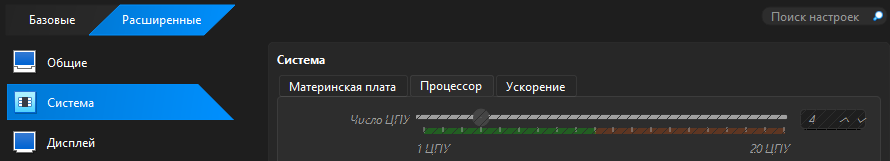 Базовые Расширенные Поиск настроек
Общие
Система
Дисплей
Система
Материнская плата Процессор Ускорение
Число ЦПУ 4
1 ЦПУ 20 ЦПУ